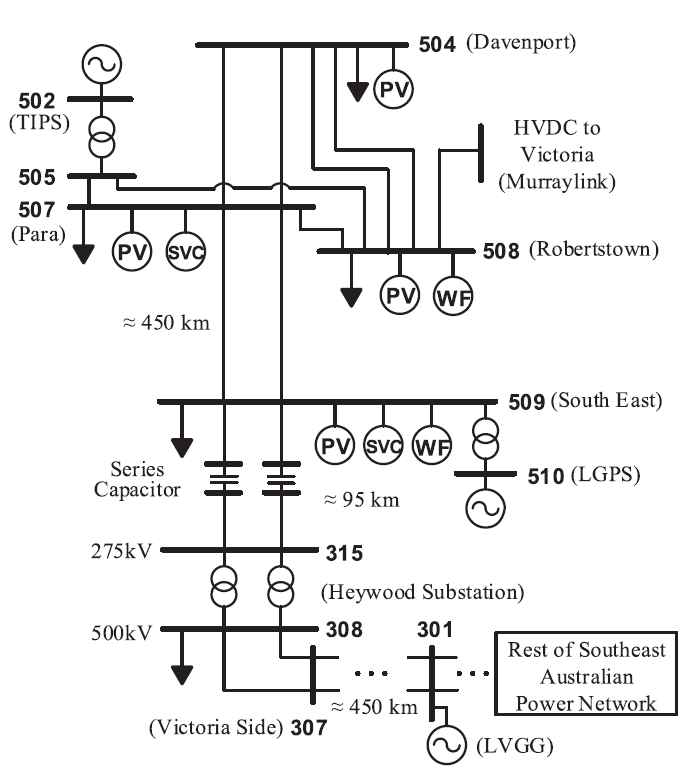 504 (Davenport)
PV
502
(TIPS)
HVDC to
Victoria
(Murraylink)
505
507
(Para)
PV
SVC
508 (Robertstown)
PV
WF
≈ 450 km
509 (South East)
PV
SVC
WF
Series
Capacitor
510 (LGPS)
≈ 95 km
275kV
315
(Heywood Substation)
500kV
308
301
Rest of Southeast
Australian
Power Network
≈ 450 km
(Victoria Side) 307
(LVGG)